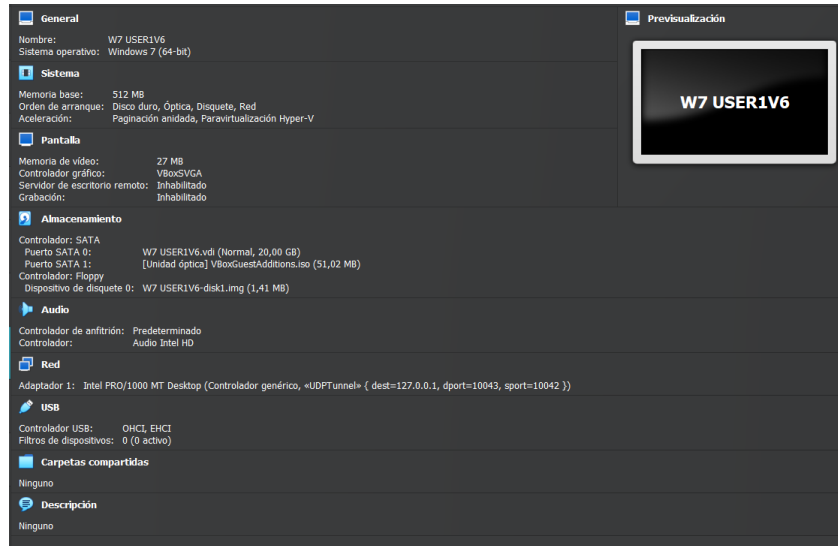 General
Nombre: W7 USER1V6
Sistema operativo: Windows 7 (64-bit)
Sistema
Memoria base: 512 MB
Orden de arranque: Disco duro, Óptica, Disquete, Red
Aceleración: Paginación anidada, Paravirtualización Hyper-V
Pantalla
Memoria de vídeo: 27 MB
Controlador gráfico: VBoxSVGA
Servidor de escritorio remoto: Inhabilitado
Grabación: Inhabilitado
Almacenamiento
Controlador: SATA
Puerto SATA 0: W7 USER1V6.vdi (Normal, 20,00 GB)
Puerto SATA 1: [Unidad óptica] VBoxGuestAdditions.iso (51,02 MB)
Controlador: Floppy
Dispositivo de disquete 0: W7 USER1V6-disk1.img (1,41 MB)
Audio
Controlador de anfitrión: Predeterminado
Controlador: Audio Intel HD
Red
Adaptador 1: Intel PRO/1000 MT Desktop (Controlador genérico, «UDPTunnel» { dest=127.0.0.1, dport=10043, sport=10042 })
USB
Controlador USB: OHCI, EHCI
Filtros de dispositivos: 0 (0 activo)
Carpetas compartidas
Ninguno
Descripción
Ninguno
Previsualización
W7 USER1V6